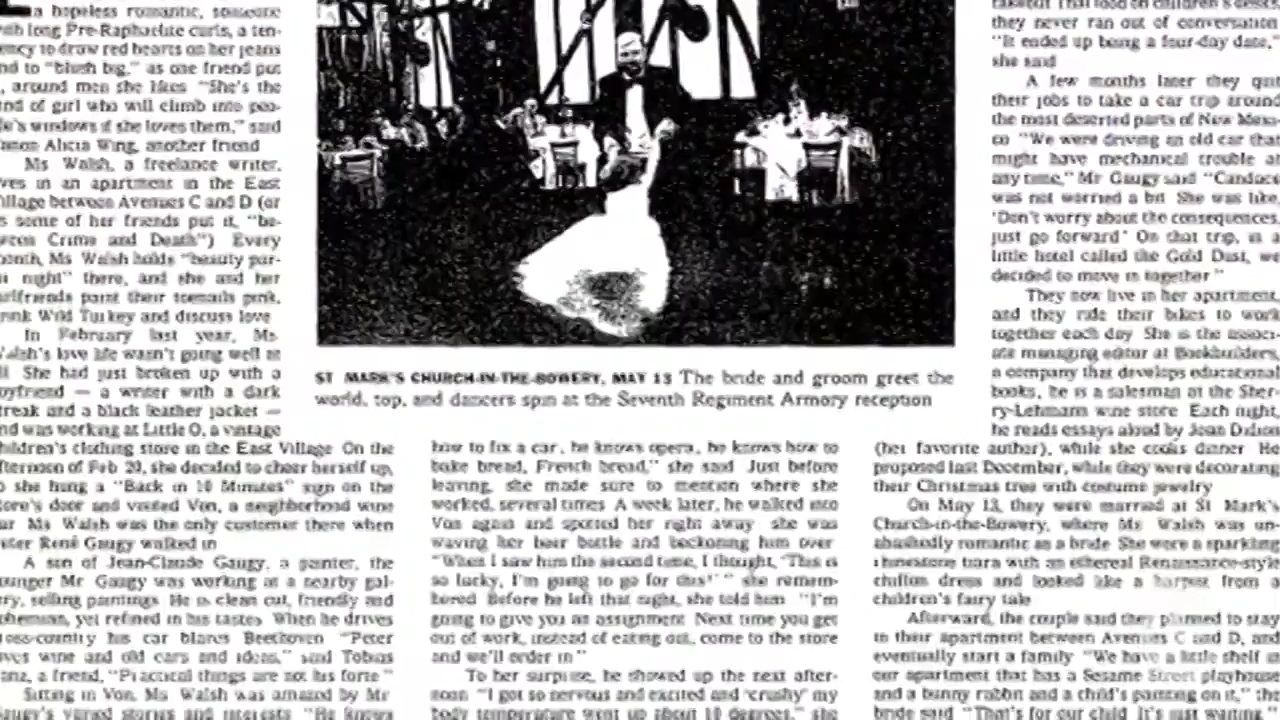 a hopeless romantic, someone
long Pre-Raphaelite curls, a ten-
to draw red hearts on her jeans
to "blush big," as one friend put
, around men she likes "She's the
of girl who will climb into peo-
windows if she loves them," said
Alicia Wing, another friend
Ms Walsh, a freelance writer,
in an apartment in the East
between Avenues C and D (or
some of her friends put it, "be-
Crime and Death") Every
Ms Walsh holds "beauty par-
night" there, and she and her
paint their toenails pink,
Wild Turkey and discuss love
In February last year, Ms
love life wasn't going well at
She had just broken up with a
— a writer with a dark
streak and a black leather jacket —
and was working at Little O, a vintage
children's clothing store in the East Village On the
afternoon of Feb 20, she decided to cheer herself up,
she hung a "Back in 10 Minutes" sign on the
store's door and visited Von, a neighborhood wine
Ms Walsh was the only customer there when
René Gaugy walked in
A son of Jean-Claude Gaugy, a painter, the
younger Mr Gaugy was working at a nearby gal-
selling paintings He is clean cut, friendly and
bohemian, yet refined in his tastes When he drives
cross-country his car blares Beethoven "Peter
loves wine and old cars and ideas," said Tobias
a friend, "Practical things are not his forte"
Sitting in Von, Ms Walsh was amazed by Mr
Gaugy's varied stories and interests "He knows
ST MARK'S CHURCH-IN-THE-BOWERY, MAY 13 The bride and groom greet the
world, top, and dancers spin at the Seventh Regiment Armory reception
how to fix a car, he knows opera, he knows how to
bake bread, French bread," she said Just before
leaving, she made sure to mention where she
worked, several times A week later, he walked into
Von again and spotted her right away she was
waving her beer bottle and beckoning him over
"When I saw him the second time, I thought, 'This is
so lucky, I'm going to go for this!' " she remem-
bered Before he left that night, she told him "I'm
going to give you an assignment Next time you get
out of work, instead of eating out, come to the store
and we'll order in "
To her surprise, he showed up the next after-
noon "I got so nervous and excited and 'crushy' my
body temperature went up about 10 degrees," she
they never ran out of conversation
"It ended up being a four-day date,"
she said
A few months later they quit
their jobs to take a car trip around
the most deserted parts of New Mexi-
co "We were driving an old car that
might have mechanical trouble at
any time," Mr Gaugy said "Candace
was not worried a bit She was like,
'Don't worry about the consequences,
just go forward' On that trip, in a
little hotel called the Gold Dust, we
decided to move in together "
They now live in her apartment,
and they ride their bikes to work
together each day She is the associ-
ate managing editor at Bookbuilders,
a company that develops educational
books, he is a salesman at the Sher-
ry-Lehmann wine store Each night,
he reads essays aloud by Joan Didion
(her favorite author), while she cooks dinner He
proposed last December, while they were decorating
their Christmas tree with costume jewelry
On May 13, they were married at St Mark's
Church-in-the-Bowery, where Ms Walsh was un-
abashedly romantic as a bride She wore a sparkling
rhinestone tiara with an ethereal Renaissance-style
chiffon dress and looked like a harpist from a
children's fairy tale
Afterward, the couple said they planned to stay
in their apartment between Avenues C and D, and
eventually start a family "We have a little shelf in
our apartment that has a Sesame Street playhouse
and a bunny rabbit and a child's painting on it," the
bride said "That's for our child It's just waiting "